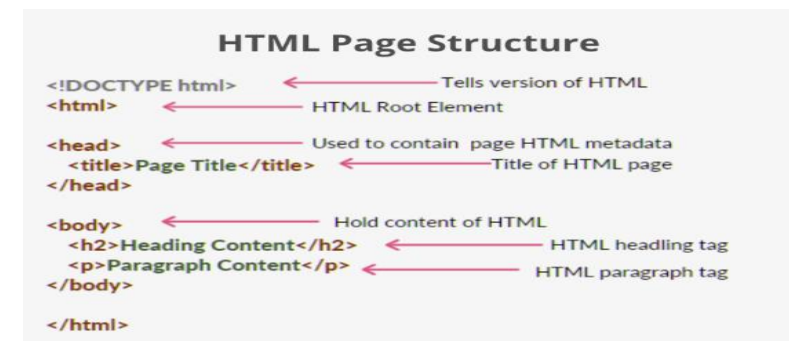 HTML Page Structure
<!DOCTYPE html> Tells version of HTML
<html> HTML Root Element
<head> Used to contain page HTML metadata
<title>Page Title</title> Title of HTML page
</head>
<body> Hold content of HTML
<h2>Heading Content</h2> HTML headling tag
<p>Paragraph Content</p> HTML paragraph tag
</body>
</html>